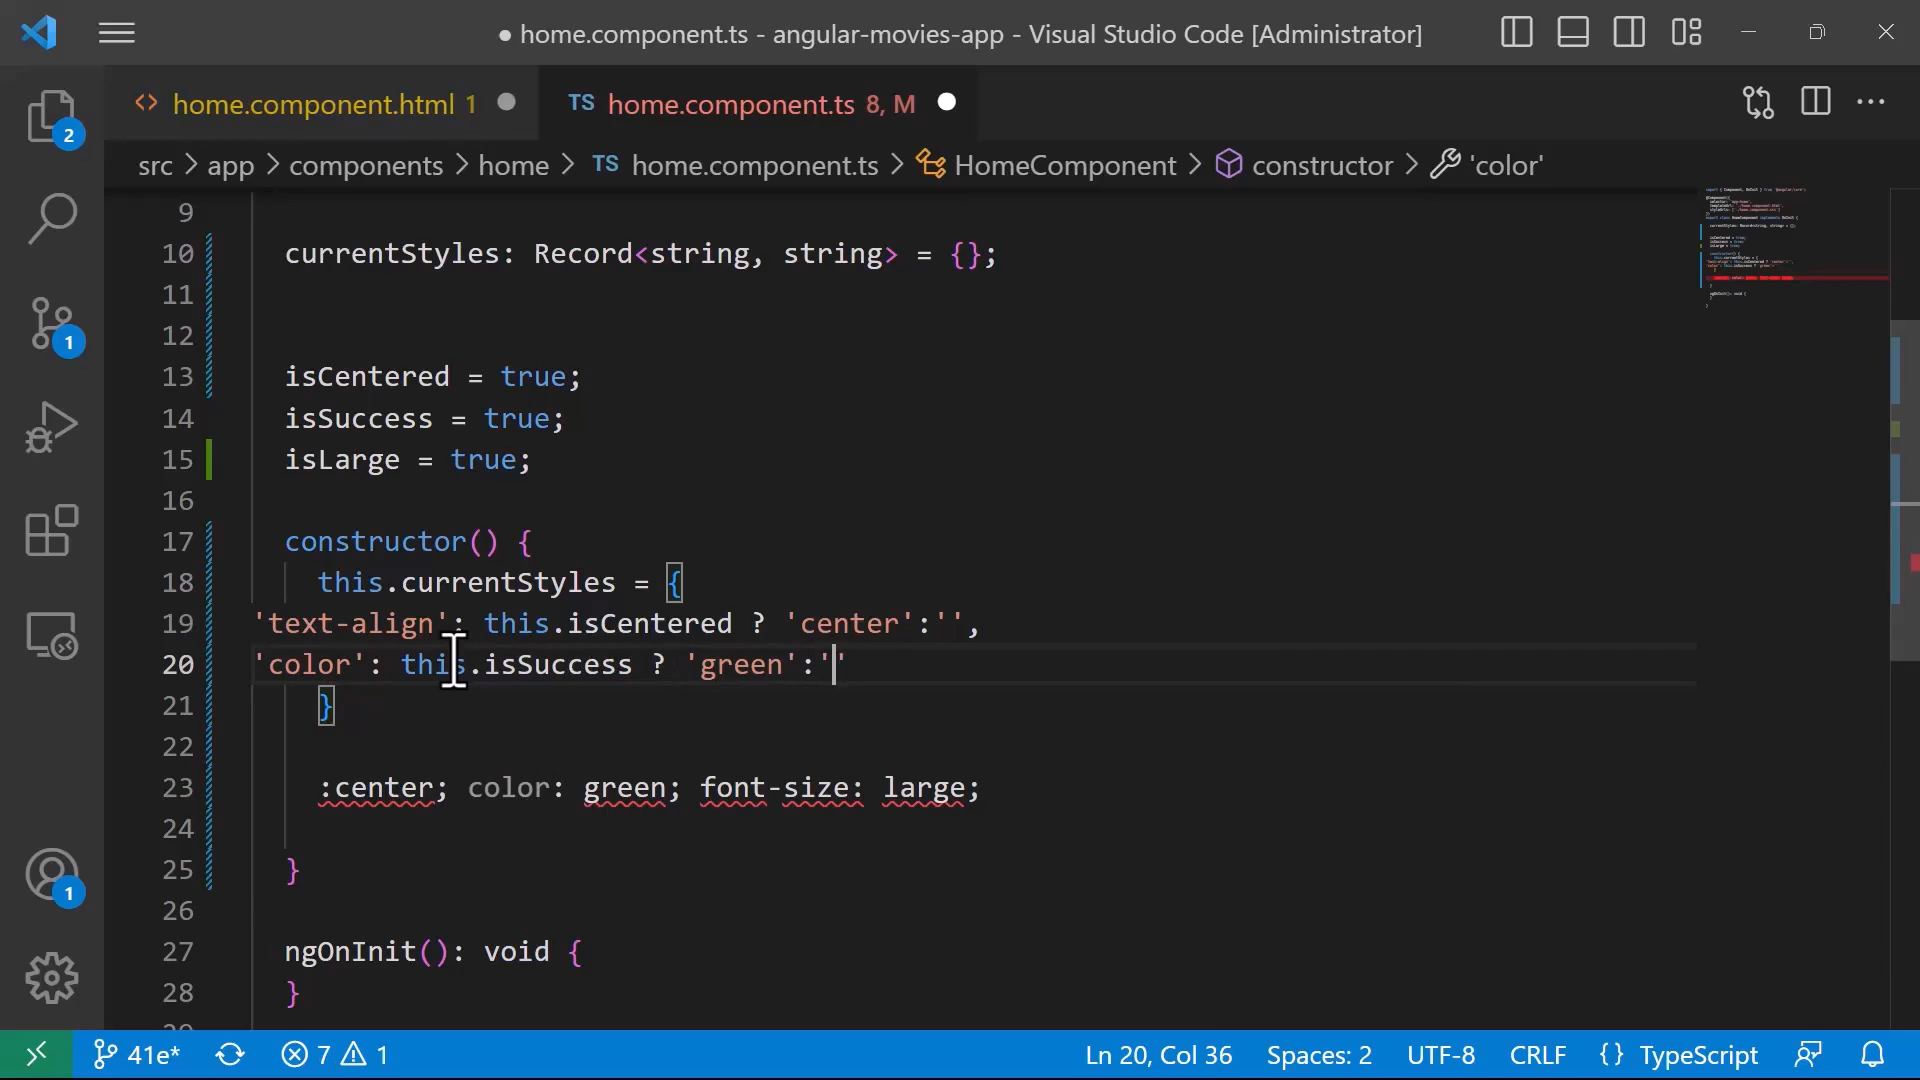 ● home.component.ts - angular-movies-app - Visual Studio Code [Administrator]
home.component.html 1
TS home.component.ts 8, M
src > app > components > home > TS home.component.ts > HomeComponent > constructor > 'color'
9
10 currentStyles: Record<string, string> = {};
11
12
13 isCentered = true;
14 isSuccess = true;
15 isLarge = true;
16
17 constructor() {
18 this.currentStyles = {
19 'text-align': this.isCentered ? 'center':'',
20 'color': this.isSuccess ? 'green':''
21 }
22
23 :center; color: green; font-size: large;
24
25 }
26
27 ngOnInit(): void {
28 }
2
1
1
41e* 7 1 Ln 20, Col 36 Spaces: 2 UTF-8 CRLF {} TypeScript